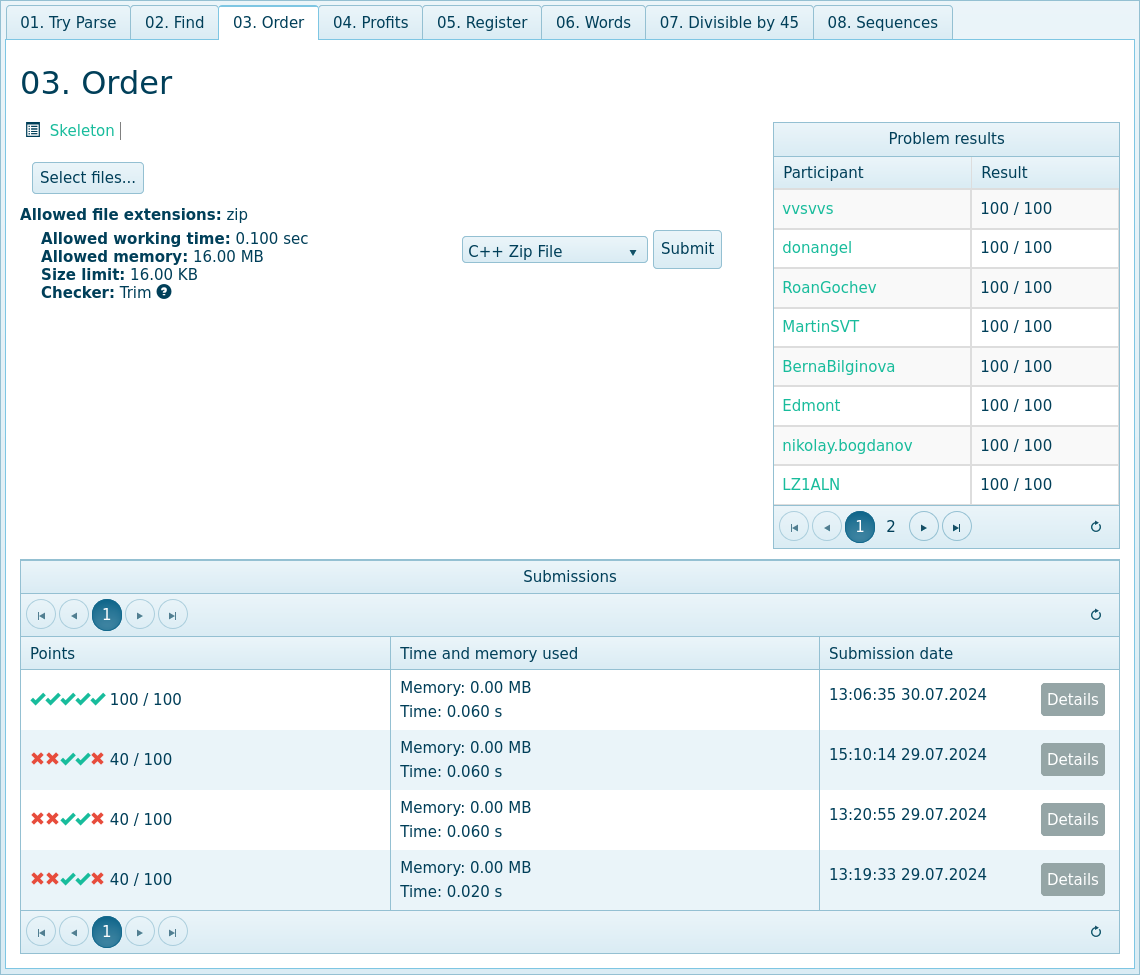 01. Try Parse 02. Find 03. Order 04. Profits 05. Register 06. Words 07. Divisible by 45 08. Sequences
03. Order
Skeleton |
Select files...
Allowed file extensions: zip
Allowed working time: 0.100 sec
Allowed memory: 16.00 MB
Size limit: 16.00 KB
Checker: Trim ?
C++ Zip File Submit
Problem results
Participant Result
vvsvvs 100 / 100
donangel 100 / 100
RoanGochev 100 / 100
MartinSVT 100 / 100
BernaBilginova 100 / 100
Edmont 100 / 100
nikolay.bogdanov 100 / 100
LZ1ALN 100 / 100
1 2
Submissions
1
Points Time and memory used Submission date
100 / 100 Memory: 0.00 MB 13:06:35 30.07.2024 Details
Time: 0.060 s
40 / 100 Memory: 0.00 MB 15:10:14 29.07.2024 Details
Time: 0.060 s
40 / 100 Memory: 0.00 MB 13:20:55 29.07.2024 Details
Time: 0.060 s
40 / 100 Memory: 0.00 MB 13:19:33 29.07.2024 Details
Time: 0.020 s
1